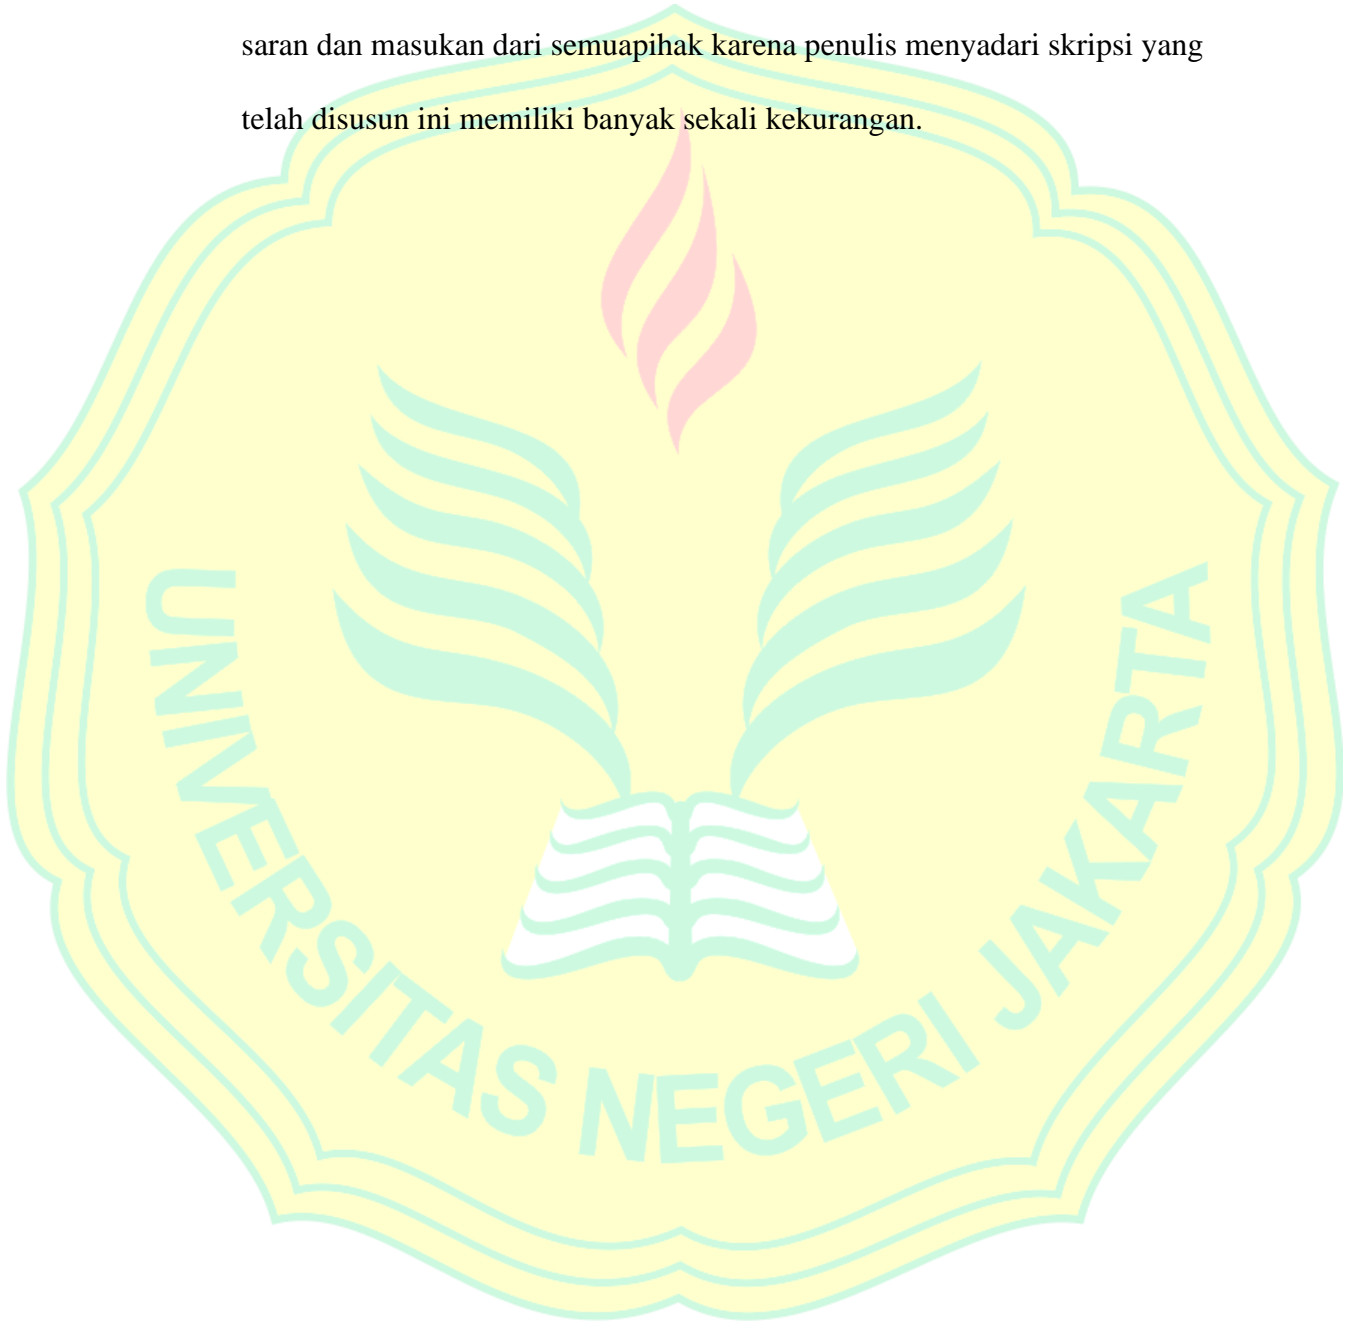 saran dan masukan dari semuapihak karena penulis menyadari skripsi yang
telah disusun ini memiliki banyak sekali kekurangan.
UNIVERSITAS NEGERI JAKARTA